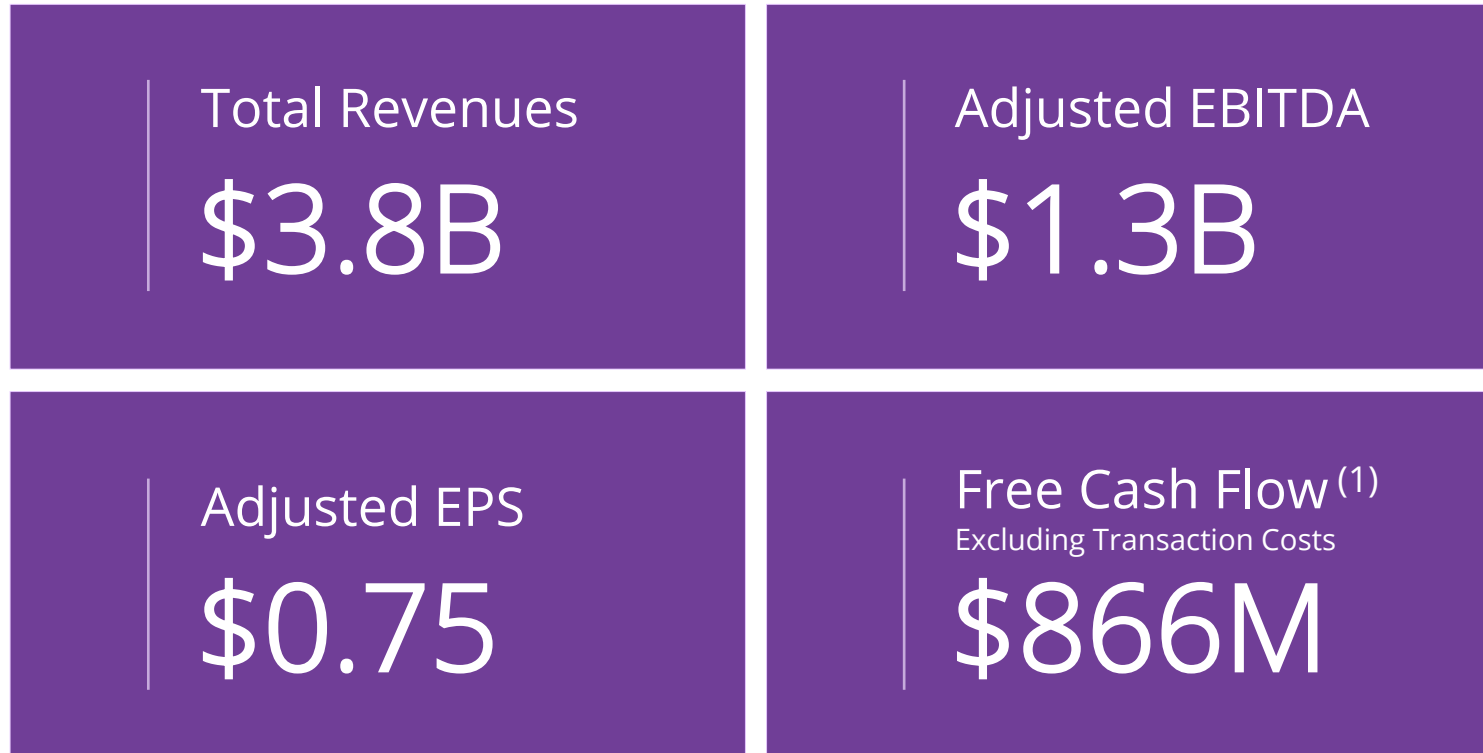 Total Revenues
$3.8B
Adjusted EBITDA
$1.3B
Adjusted EPS
$0.75
Free Cash Flow (1)
Excluding Transaction Costs
$866M